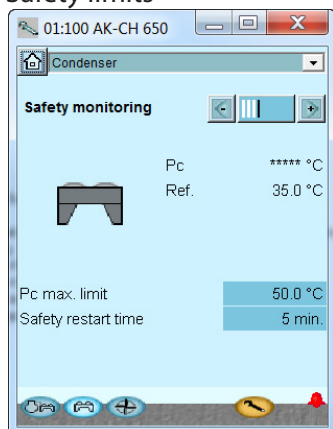 Safety limits
01:100 AK-CH 650
Condenser
Safety monitoring
Pc ***** °C
Ref. 35.0 °C
Pc max. limit 50.0 °C
Safety restart time 5 min.